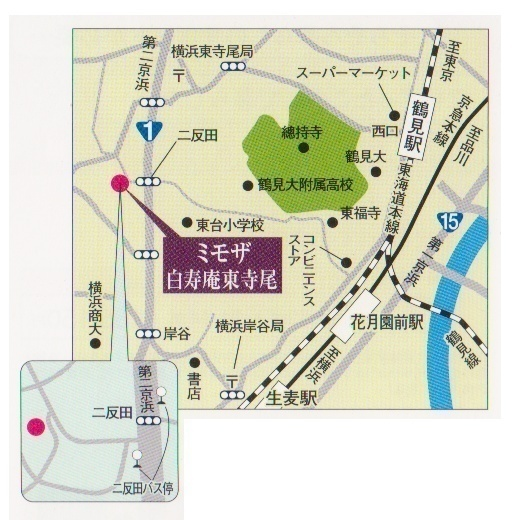 第二京浜
横浜東寺尾局
〒
スーパーマーケット
至東京
京急本線
至品川
鶴見駅
西口
1
二反田
總持寺
鶴見大
鶴見大附属高校
東海道本線
東福寺
東台小学校
コンビニエンスストア
15
第一京浜
ミモザ
白寿庵東寺尾
横浜商大
岸谷
横浜岸谷局
〒
書店
花月園前駅
至横浜
生麦駅
鶴見線
第二京浜
二反田
二反田バス停